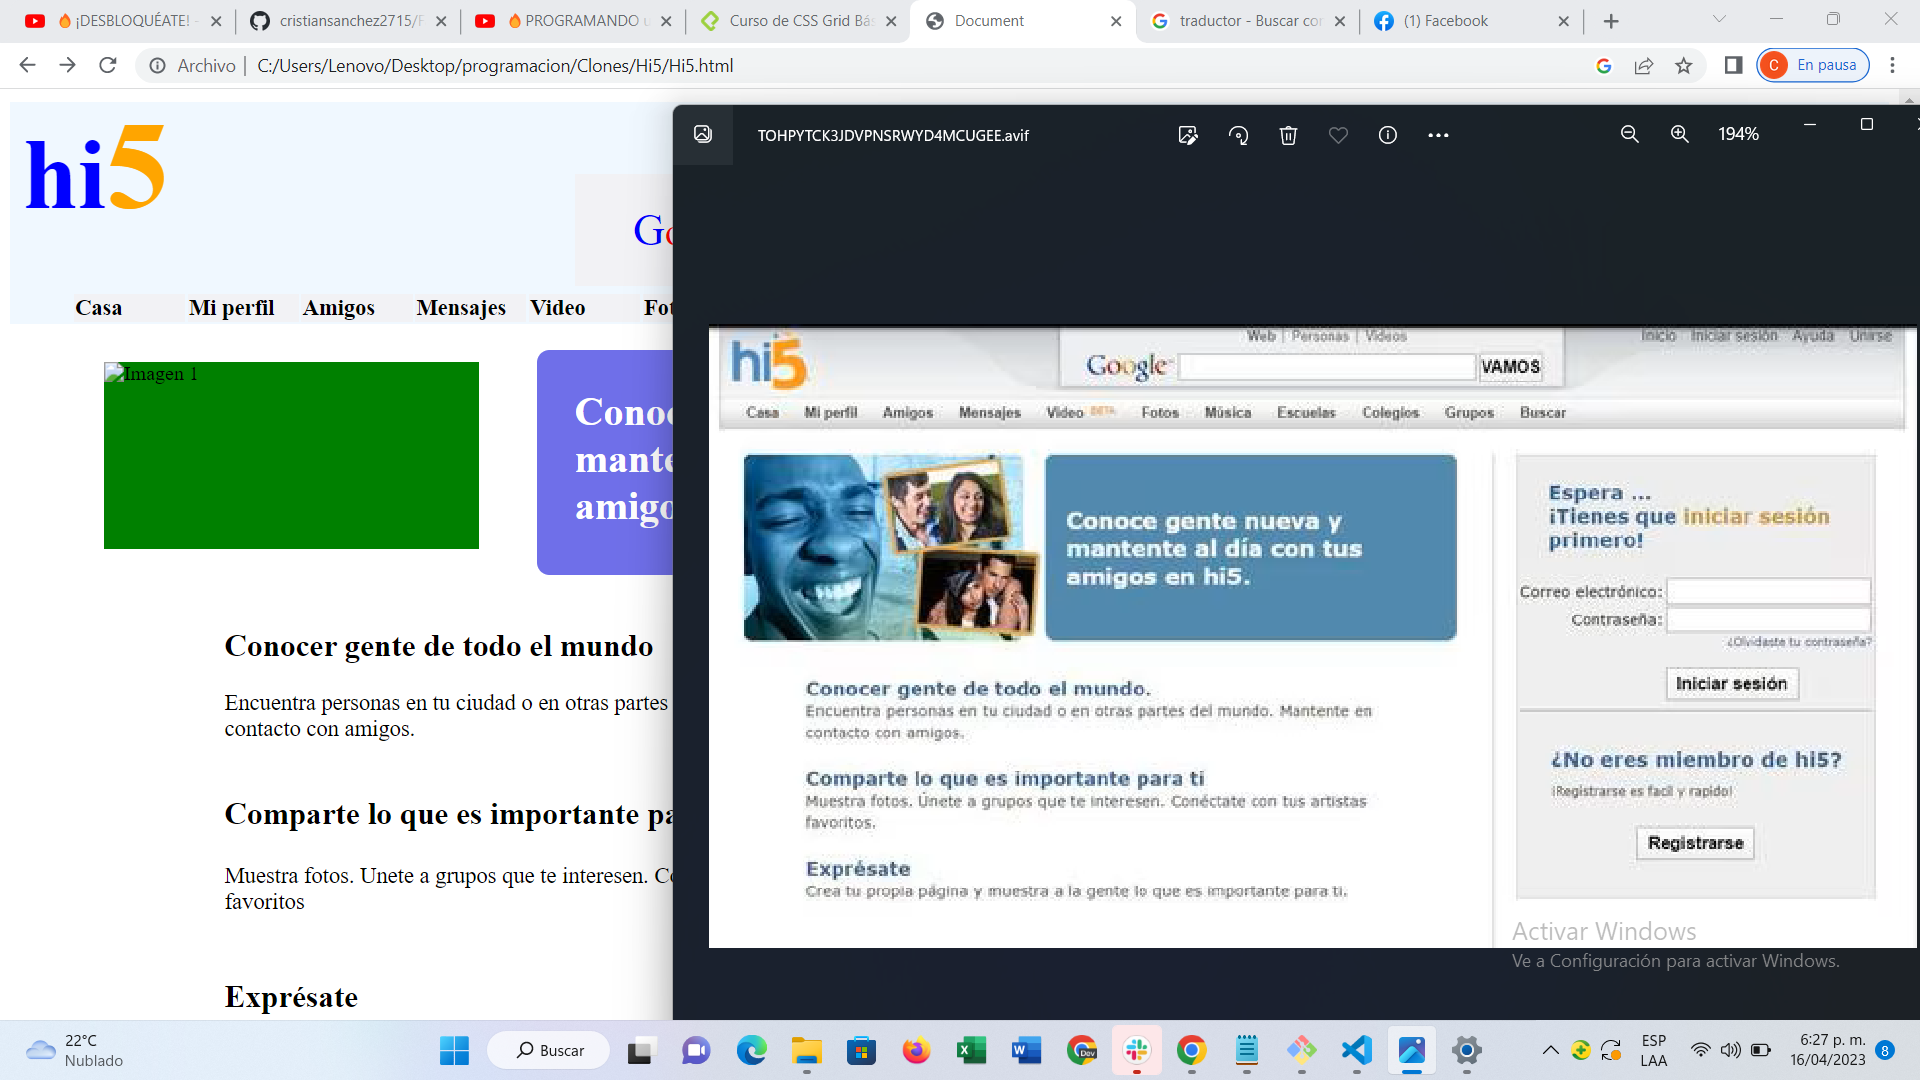 ¡DESBLOQUÉATE! -
cristiansanchez2715/F
PROGRAMANDO u
Curso de CSS Grid Bás
Document
traductor - Buscar con
(1) Facebook
Archivo
C:/Users/Lenovo/Desktop/programacion/Clones/Hi5/Hi5.html
C
En pausa
hi5
Go
Casa
Mi perfil
Amigos
Mensajes
Video
Fot
Imagen 1
Conoc
mante
amigo
Conocer gente de todo el mundo
Encuentra personas en tu ciudad o en otras partes
contacto con amigos.
Comparte lo que es importante pa
Muestra fotos. Unete a grupos que te interesen. Co
favoritos
Exprésate
TOHPYTCK3JDVPNSRWYD4MCUGEE.avif
194%
hi5
Web | Personas | Videos
Google
VAMOS
Inicio Iniciar sesión Ayuda Unirse
Casa Mi perfil Amigos Mensajes Video BETA Fotos Música Escuelas Colegios Grupos Buscar
Conoce gente nueva y
mantente al día con tus
amigos en hi5.
Conocer gente de todo el mundo.
Encuentra personas en tu ciudad o en otras partes del mundo. Mantente en
contacto con amigos.
Comparte lo que es importante para ti
Muestra fotos. Únete a grupos que te interesen. Conéctate con tus artistas
favoritos.
Exprésate
Crea tu propia página y muestra a la gente lo que es importante para ti.
Espera ...
¡Tienes que iniciar sesión
primero!
Correo electrónico:
Contraseña:
¿Olvidaste tu contraseña?
Iniciar sesión
¿No eres miembro de hi5?
¡Registrarse es facil y rapido!
Registrarse
Activar Windows
Ve a Configuración para activar Windows.
22°C
Nublado
Buscar
Dev
ESP
LAA
6:27 p. m.
16/04/2023
8